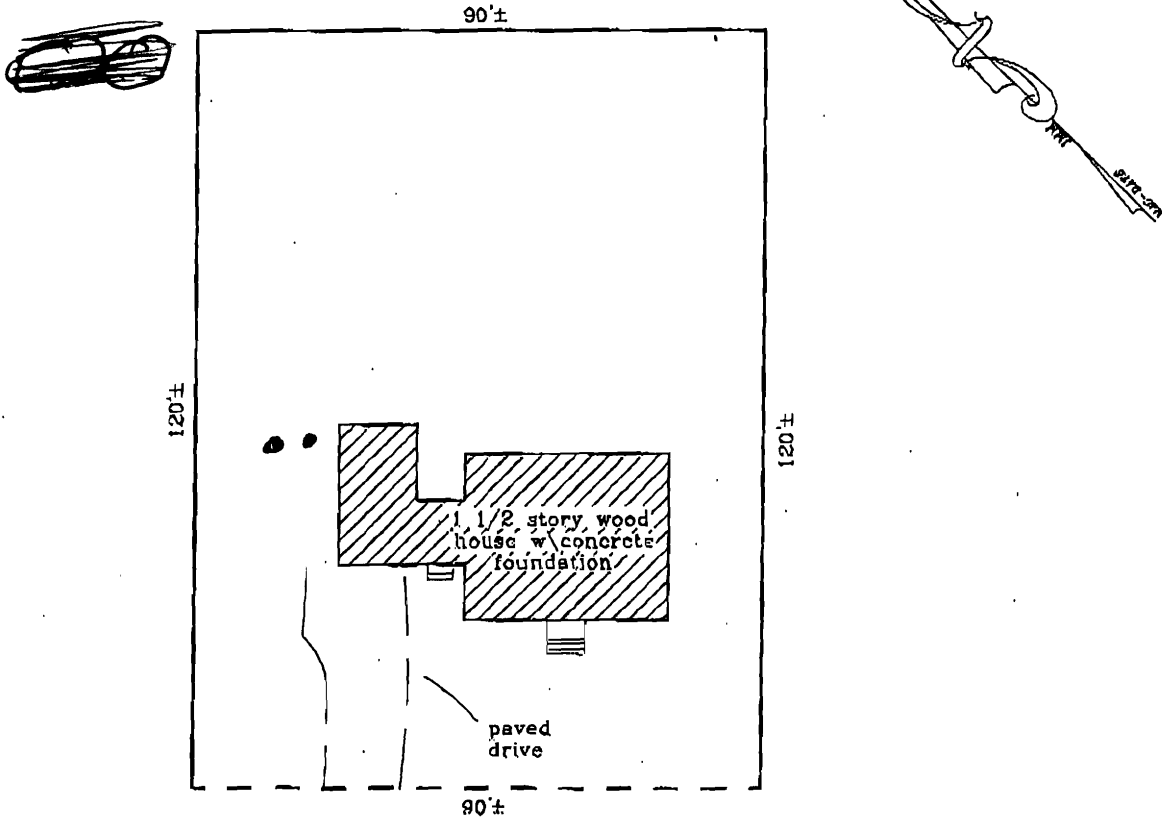 90'±
120'±
120'±
1 1/2 story wood
house w\concrete
foundation
paved
drive
90'±